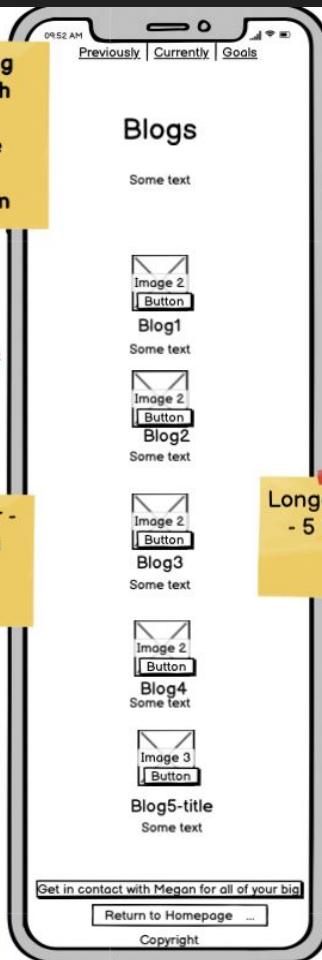 09:52 AM
Previously | Currently | Goals
g
h
n
Blogs
Some text
Image 2
Button
Blog1
Some text
Image 2
Button
Blog2
Some text
Long
- 5
-
Image 2
Button
Blog3
Some text
Image 2
Button
Blog4
Some text
Image 3
Button
Blog5-title
Some text
Get in contact with Megan for all of your big
Return to Homepage ...
Copyright